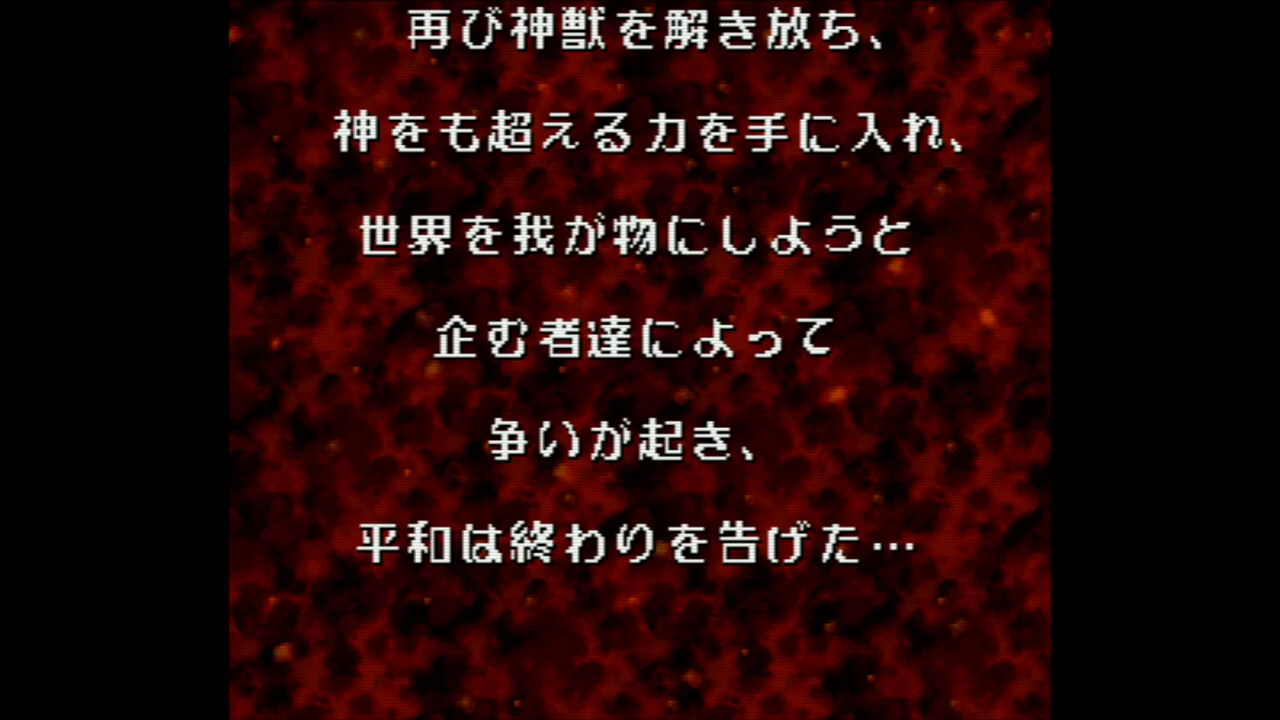 再び神獣を解き放ち、
神をも超える力を手に入れ、
世界を我が物にしようと
企む者達によって
争いが起き、
平和は終わりを告げた…